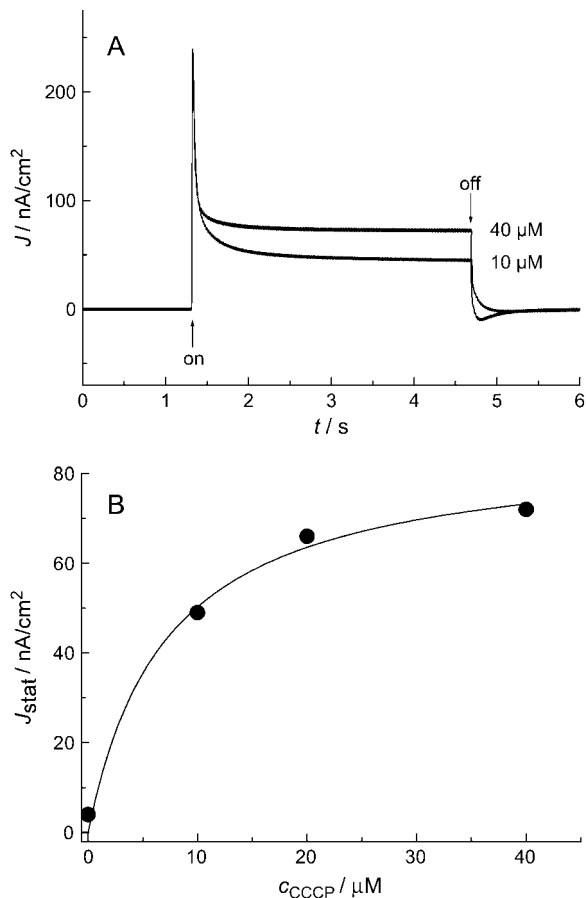 A
J / nA/cm²
200
100
0
off
40 µM
10 µM
on
0 1 2 3 4 5 6
t / s
B
J_stat / nA/cm²
80
60
40
20
0
0 10 20 30 40
c_CCCP / µM